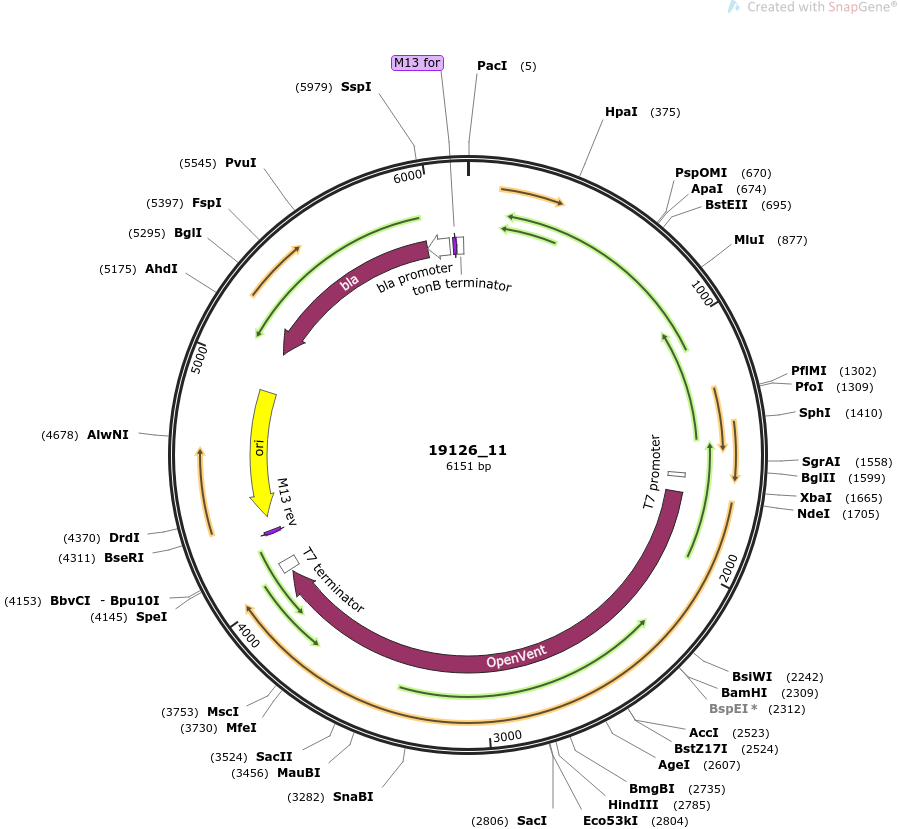 Created with SnapGene®
M13 for
PacI (5)
(5979) SspI
HpaI (375)
(5545) PvuI
PspOMI (670)
ApaI (674)
(5397) FspI
BstEII (695)
(5295) BglI
MluI (877)
(5175) AhdI
6000
1000
bla
bla promoter
tonB terminator
5000
PflMI (1302)
PfoI (1309)
SphI (1410)
(4678) AlwNI
ori
19126_11
6151 bp
T7 promoter
SgrAI (1558)
BglII (1599)
XbaI (1665)
NdeI (1705)
M13 rev
(4370) DrdI
(4311) BseRI
T7 terminator
2000
(4153) BbvCI - Bpu10I
(4145) SpeI
4000
OpenVent
BsiWI (2242)
BamHI (2309)
BspEI* (2312)
(3753) MscI
(3730) MfeI
3000
AccI (2523)
BstZ17I (2524)
AgeI (2607)
(3524) SacII
(3456) MauBI
BmgBI (2735)
(3282) SnaBI
HindIII (2785)
(2806) SacI
Eco53kI (2804)